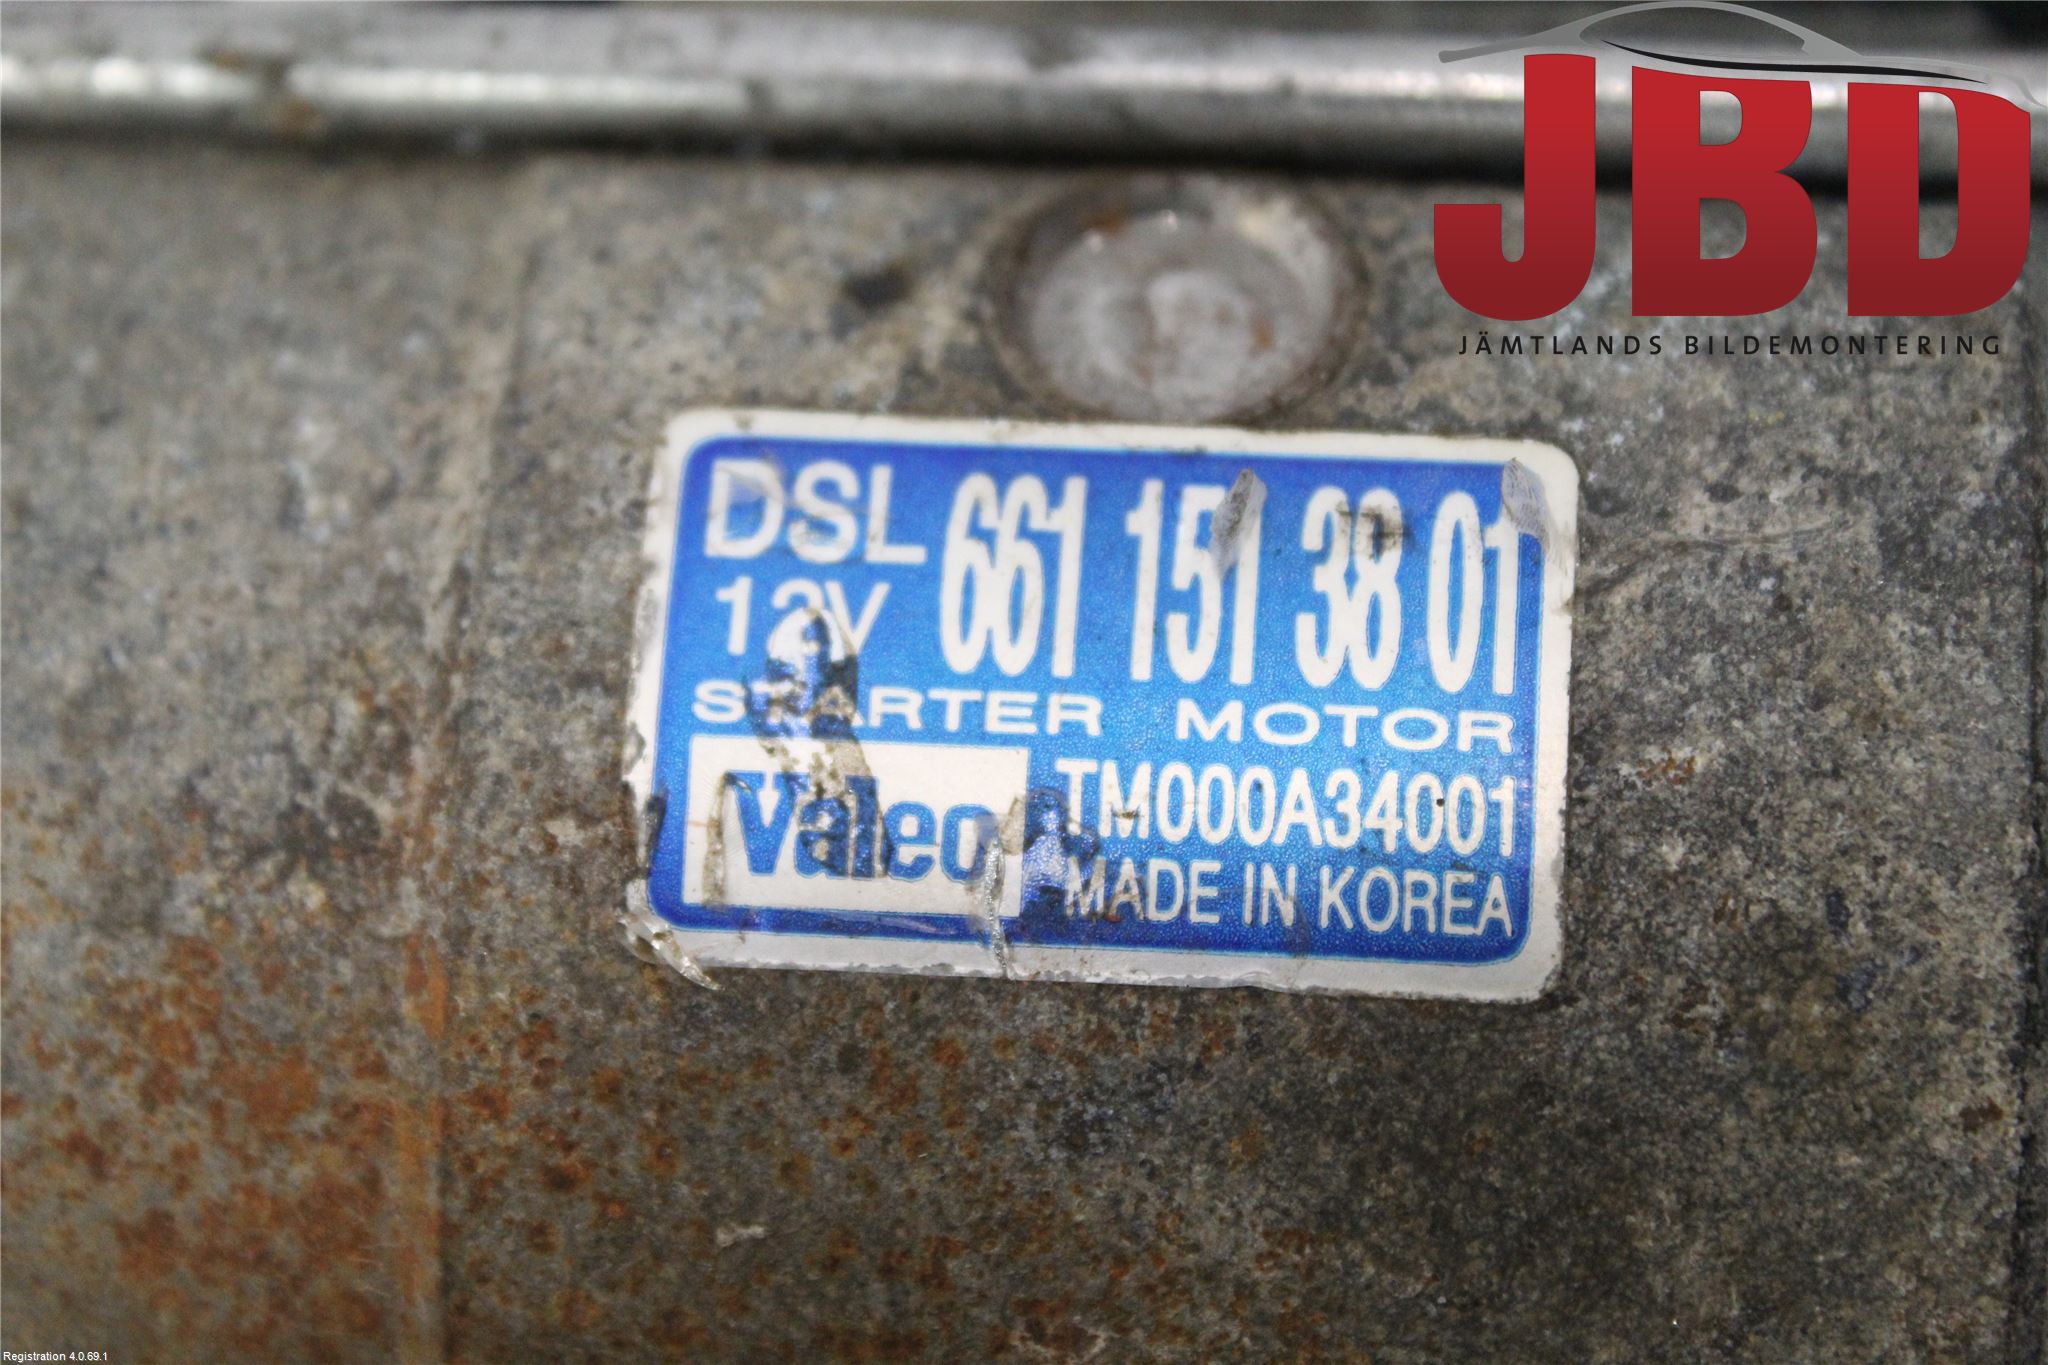 JBD
JÄMTLANDS BILDEMONTERING
DSL 661 151 38 01
12V
STARTER MOTOR
Valeo TM000A34001
MADE IN KOREA
Registration 4.0.69.1